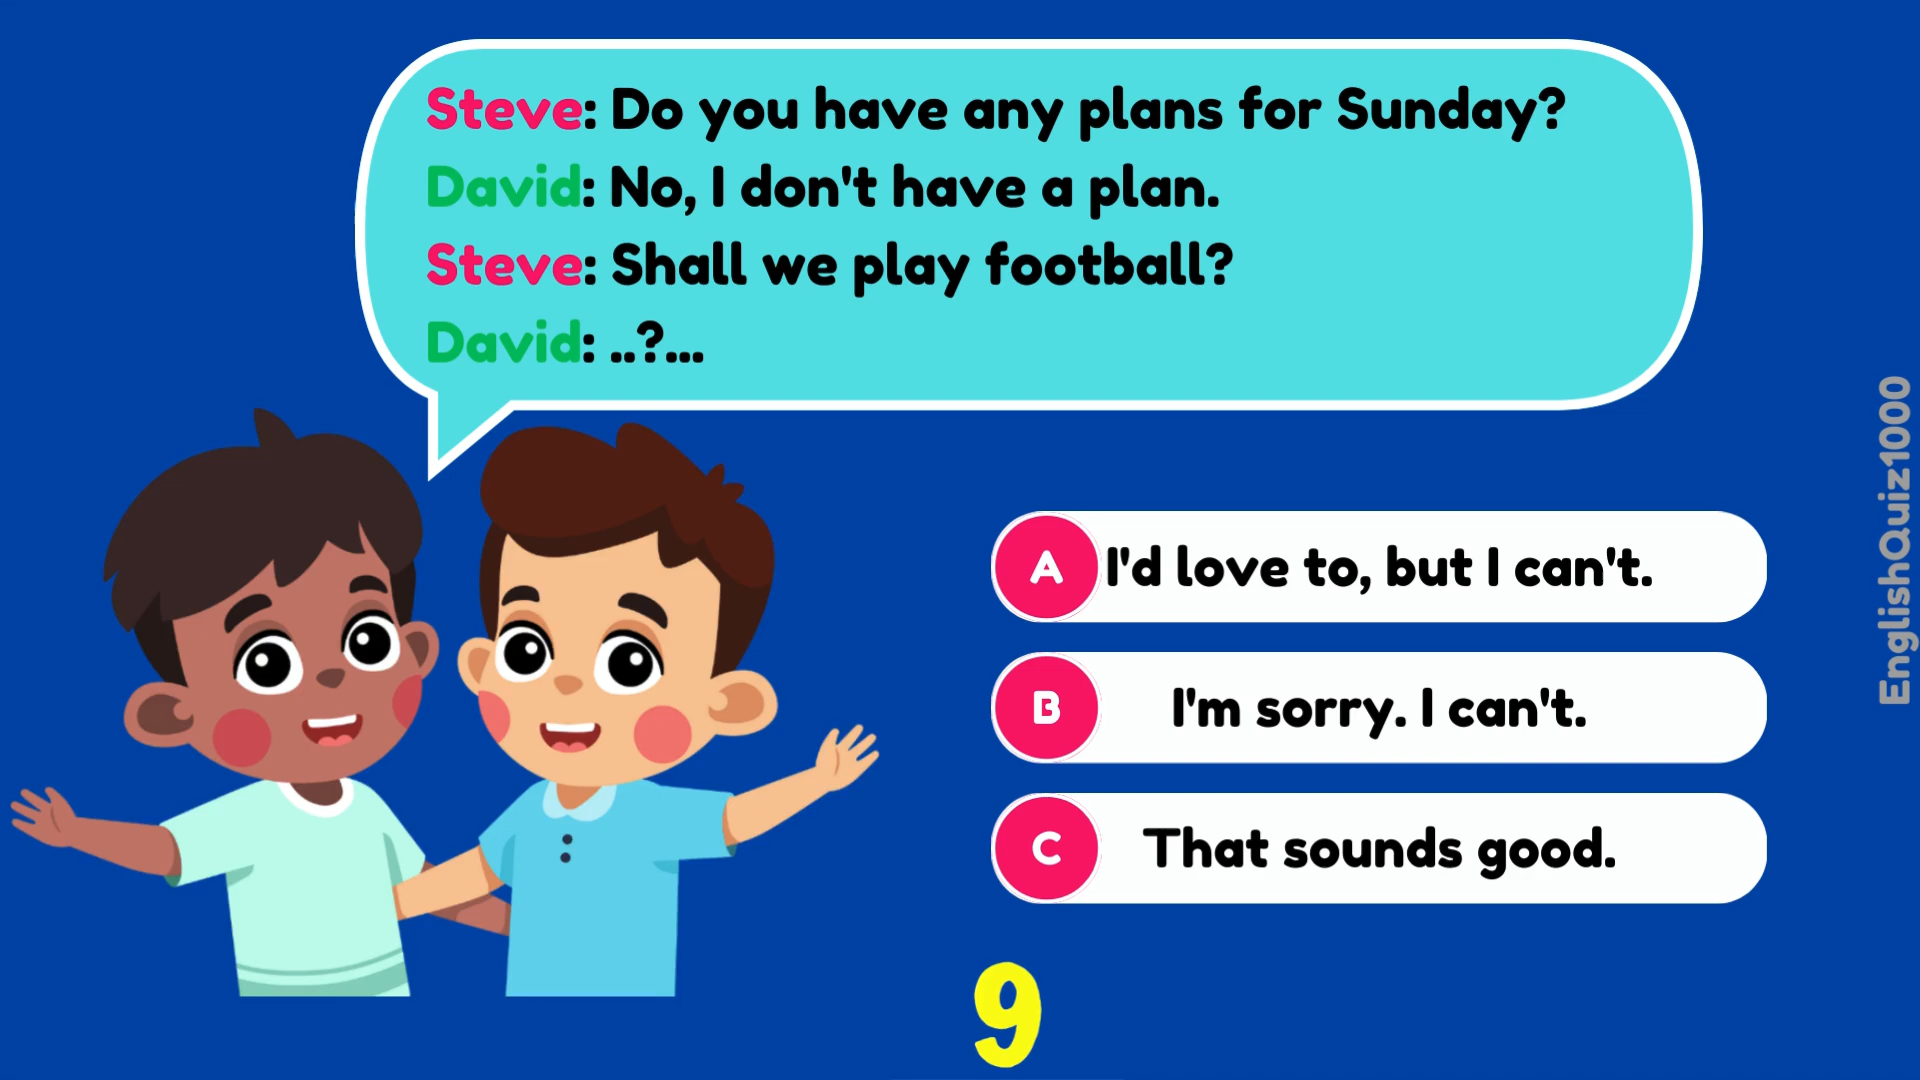 Steve: Do you have any plans for Sunday?
David: No, I don't have a plan.
Steve: Shall we play football?
David: ..?...
A I'd love to, but I can't.
B I'm sorry. I can't.
C That sounds good.
9
EnglishQuiz1000